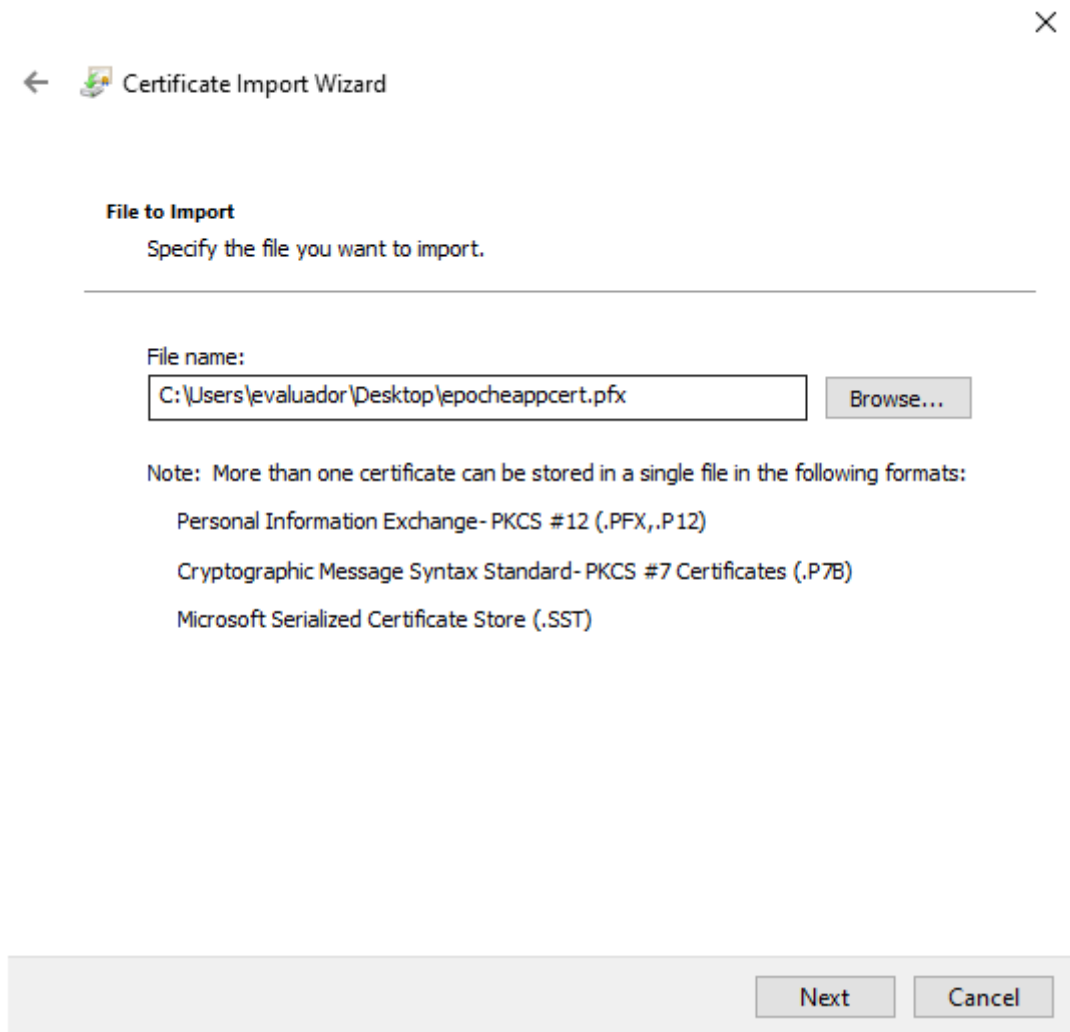 Certificate Import Wizard
File to Import
Specify the file you want to import.
File name:
C:\Users\evaluador\Desktop\epocheappcert.pfx
Browse...
Note: More than one certificate can be stored in a single file in the following formats:
Personal Information Exchange- PKCS #12 (.PFX,.P12)
Cryptographic Message Syntax Standard- PKCS #7 Certificates (.P7B)
Microsoft Serialized Certificate Store (.SST)
Next
Cancel